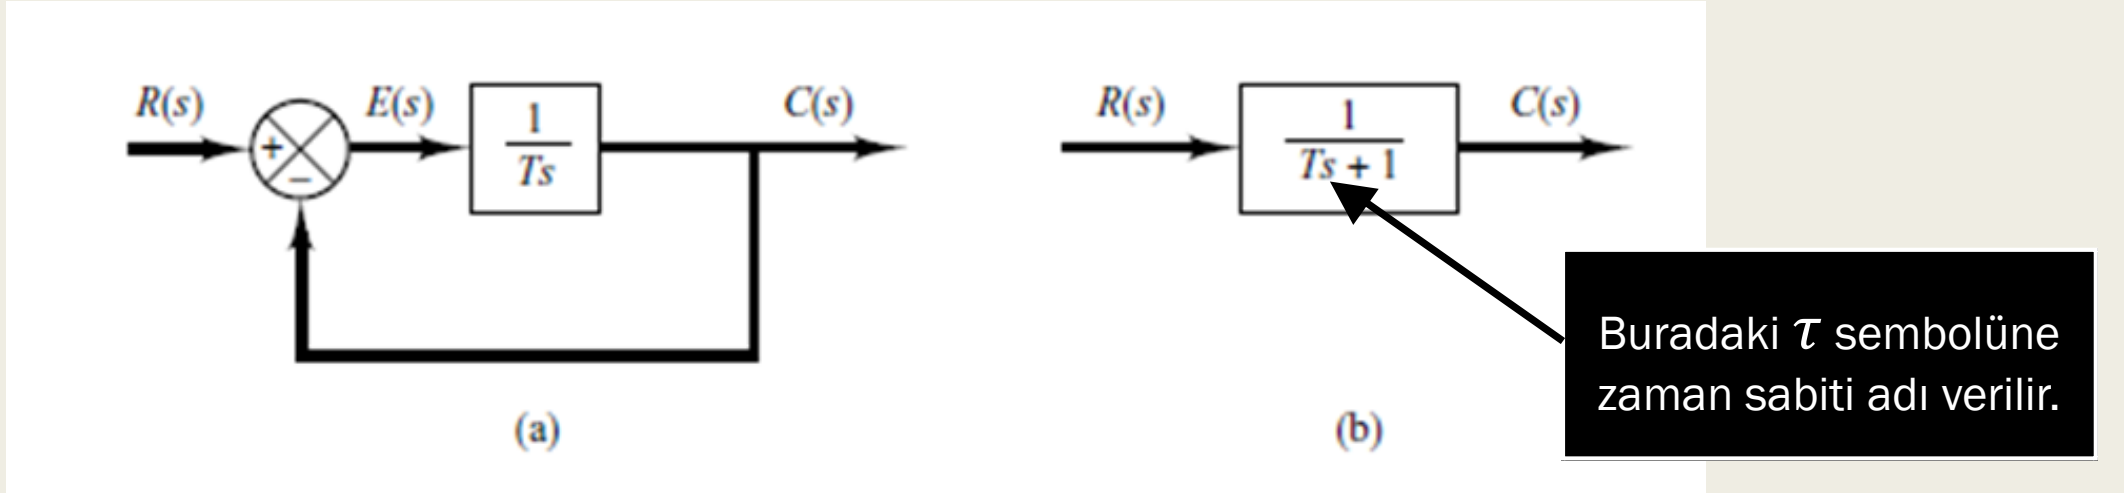 R(s)
+
−
E(s)
1
Ts
C(s)
(a)
R(s)
1
Ts + 1
C(s)
(b)
Buradaki τ sembolüne
zaman sabiti adı verilir.